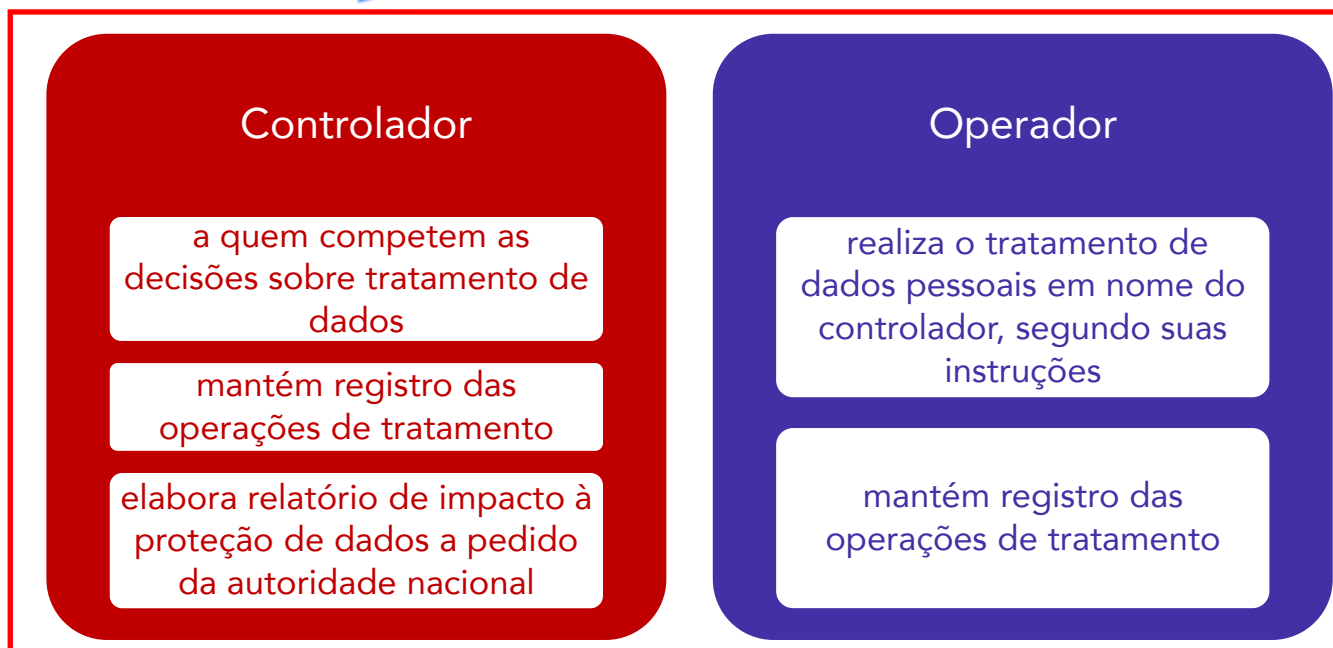 Controlador
a quem competem as
decisões sobre tratamento de
dados
mantém registro das
operações de tratamento
elabora relatório de impacto à
proteção de dados a pedido
da autoridade nacional
Operador
realiza o tratamento de
dados pessoais em nome do
controlador, segundo suas
instruções
mantém registro das
operações de tratamento